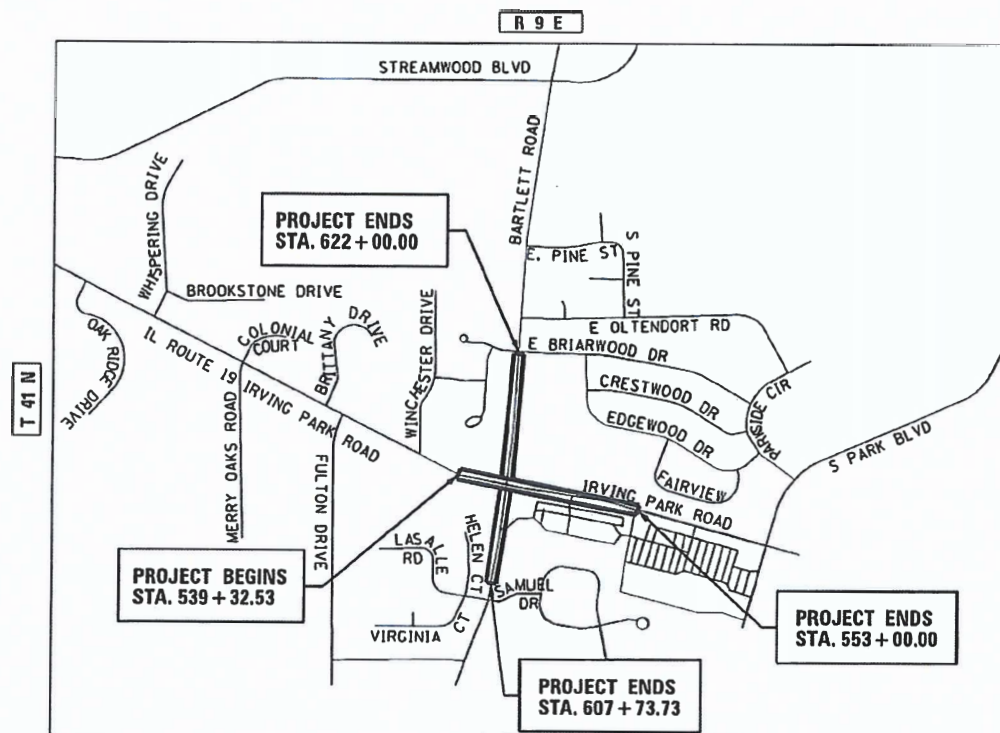 R 9 E
STREAMWOOD BLVD
BARTLETT ROAD
WHISPERING DRIVE
PROJECT ENDS
STA. 622+00.00
E. PINE ST
S PINE ST
BROOKSTONE DRIVE
COLONIAL
COURT
BRITTANY DRIVE
WINCHESTER DRIVE
E OLTENDORT RD
E BRIARWOOD DR
CRESTWOOD DR
PARKSIDE CIR
EDGEWOOD DR
S PARK BLVD
FAIRVIEW
T 41 N
OAK RIDGE DRIVE
IL ROUTE 19 IRVING PARK ROAD
IRVING PARK ROAD
MERRY OAKS ROAD
FULTON DRIVE
LASALLE
RD
HELEN CT
PROJECT BEGINS
STA. 539+32.53
SAMUEL
DR
VIRGINIA CT
PROJECT ENDS
STA. 553+00.00
PROJECT ENDS
STA. 607+73.73